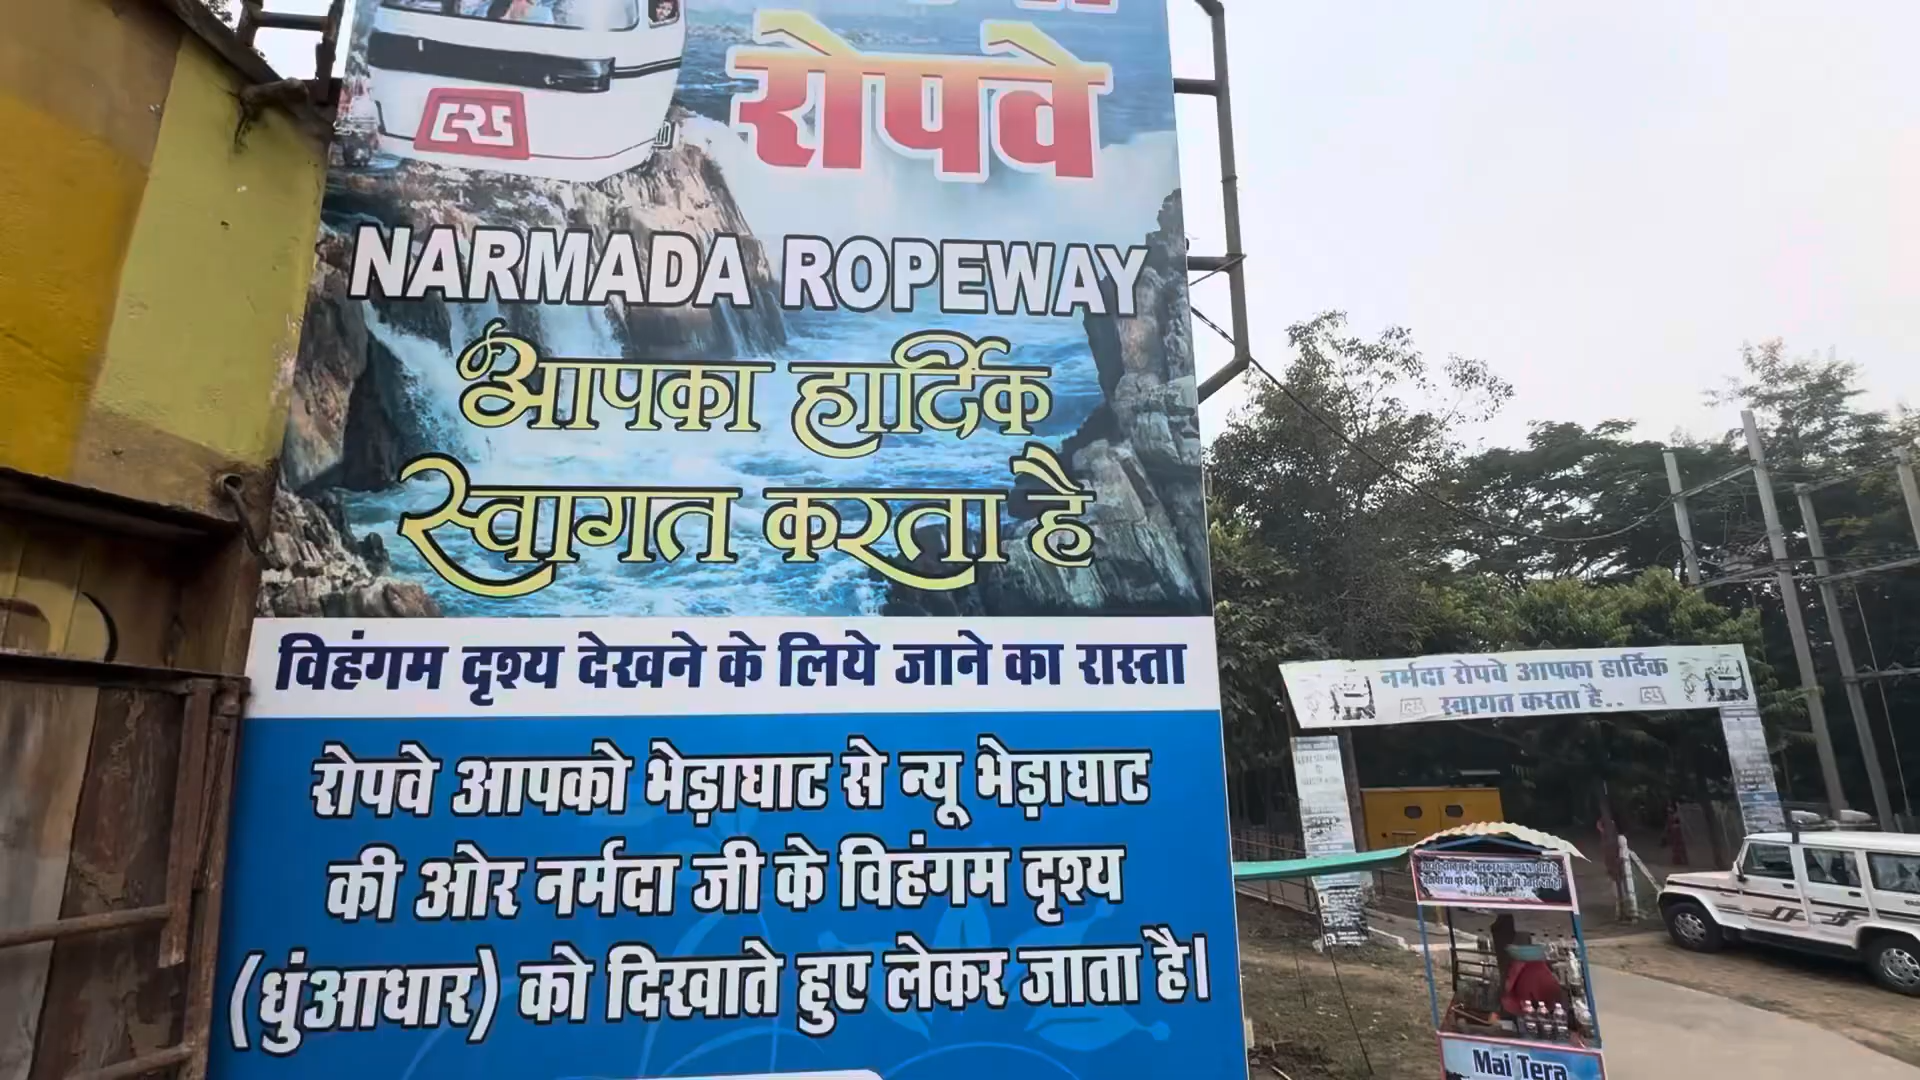 रोपवे
GRS
NARMADA ROPEWAY
आपका हार्दिक
स्वागत करता है
विहंगम दृश्य देखने के लिये जाने का रास्ता
रोपवे आपको भेड़ाघाट से न्यू भेड़ाघाट
की ओर नर्मदा जी के विहंगम दृश्य
(धुंआधार) को दिखाते हुए लेकर जाता है।
नर्मदा रोपवे आपका हार्दिक
स्वागत करता है..
Mai Tera